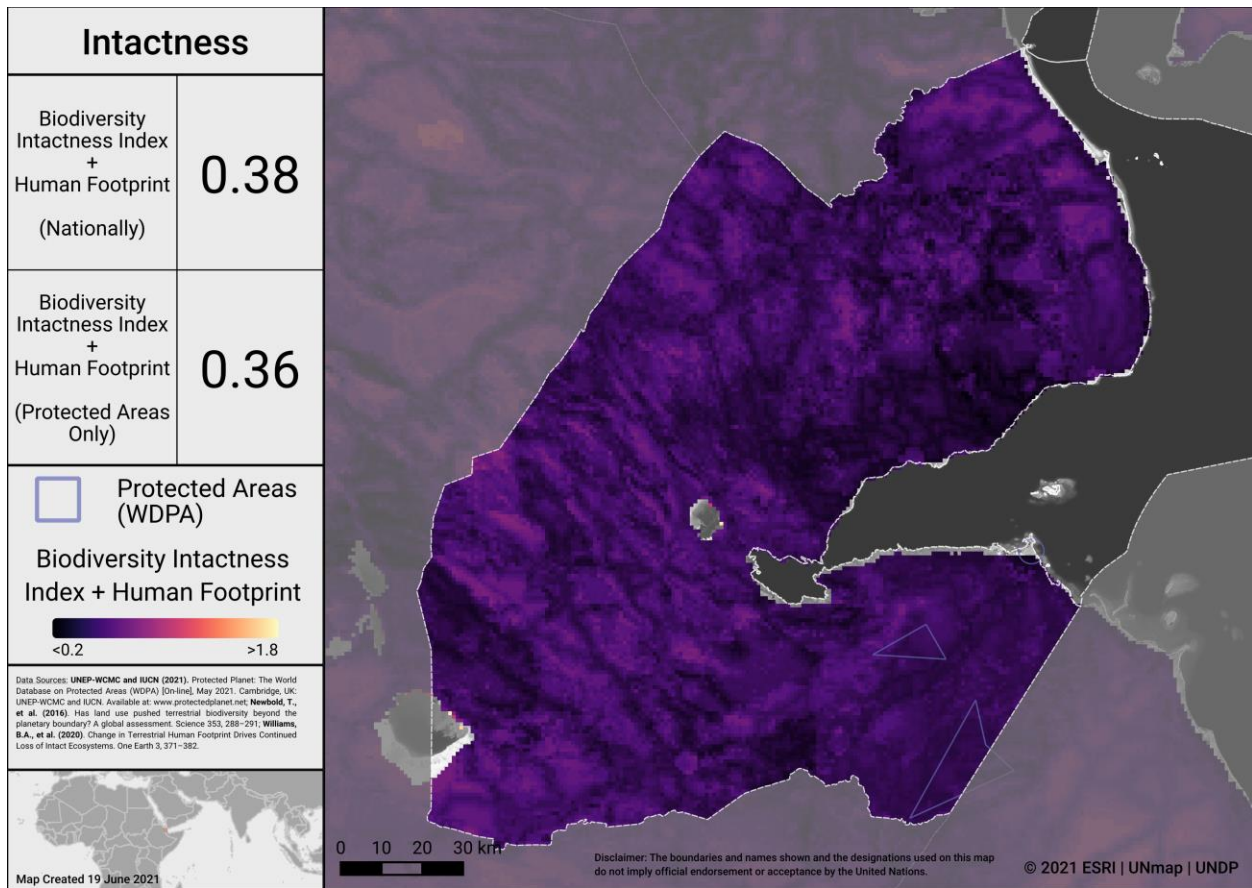 Intactness
Biodiversity
Intactness Index
+
Human Footprint
(Nationally)
0.38
Biodiversity
Intactness Index
+
Human Footprint
(Protected Areas
Only)
0.36
Protected Areas
(WDPA)
Biodiversity Intactness
Index + Human Footprint
<0.2
>1.8
Data Sources: UNEP-WCMC and IUCN (2021). Protected Planet: The World
Database on Protected Areas (WDPA) [On-line], May 2021. Cambridge, UK:
UNEP-WCMC and IUCN. Available at: www.protectedplanet.net; Newbold, T.,
et al. (2016). Has land use pushed terrestrial biodiversity beyond the
planetary boundary? A global assessment. Science 353, 288–291; Williams,
B.A., et al. (2020). Change in Terrestrial Human Footprint Drives Continued
Loss of Intact Ecosystems. One Earth 3, 371–382.
Map Created 19 June 2021
0 10 20 30 km
Disclaimer: The boundaries and names shown and the designations used on this map
do not imply official endorsement or acceptance by the United Nations.
© 2021 ESRI | UNmap | UNDP